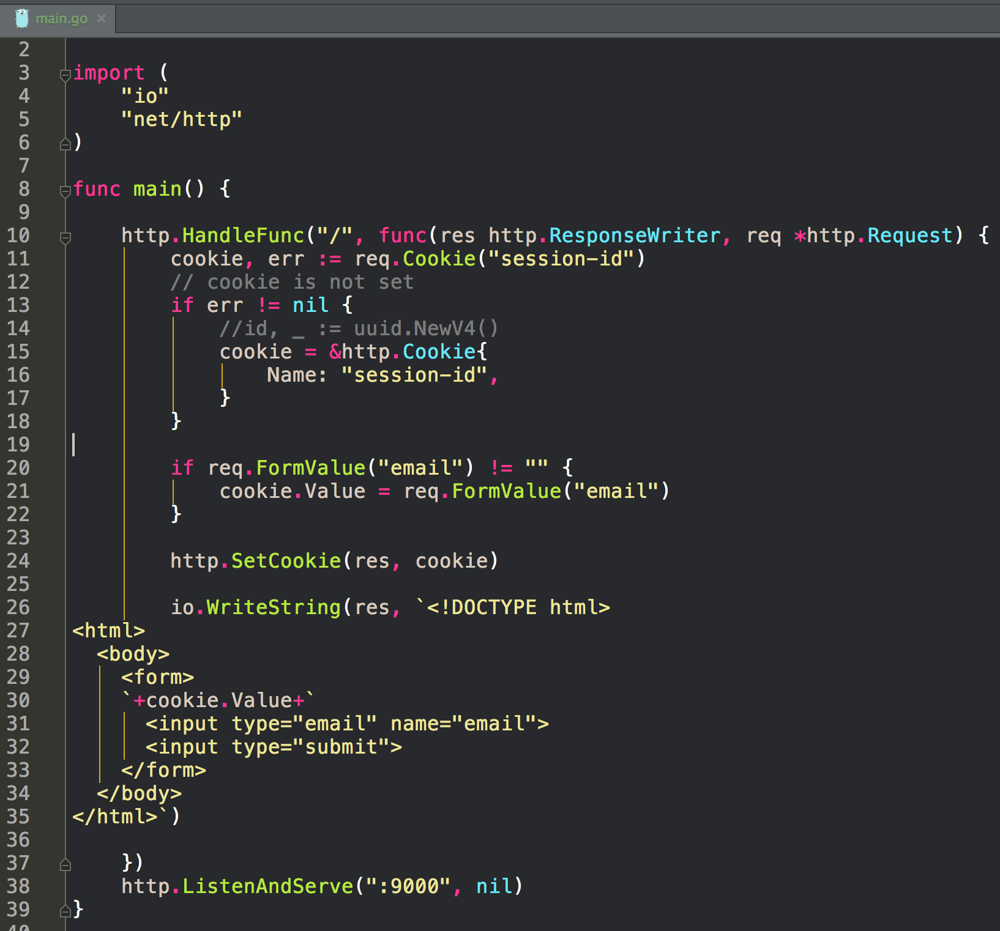 main.go ×
2
3 import (
4     "io"
5     "net/http"
6 )
7
8 func main() {
9
10     http.HandleFunc("/", func(res http.ResponseWriter, req *http.Request) {
11         cookie, err := req.Cookie("session-id")
12         // cookie is not set
13         if err != nil {
14             //id, _ := uuid.NewV4()
15             cookie = &http.Cookie{
16                 Name: "session-id",
17             }
18         }
19
20         if req.FormValue("email") != "" {
21             cookie.Value = req.FormValue("email")
22         }
23
24         http.SetCookie(res, cookie)
25
26         io.WriteString(res, `<!DOCTYPE html>
27 <html>
28   <body>
29     <form>
30     `+cookie.Value+`
31       <input type="email" name="email">
32       <input type="submit">
33     </form>
34   </body>
35 </html>`)
36
37     })
38     http.ListenAndServe(":9000", nil)
39 }
40